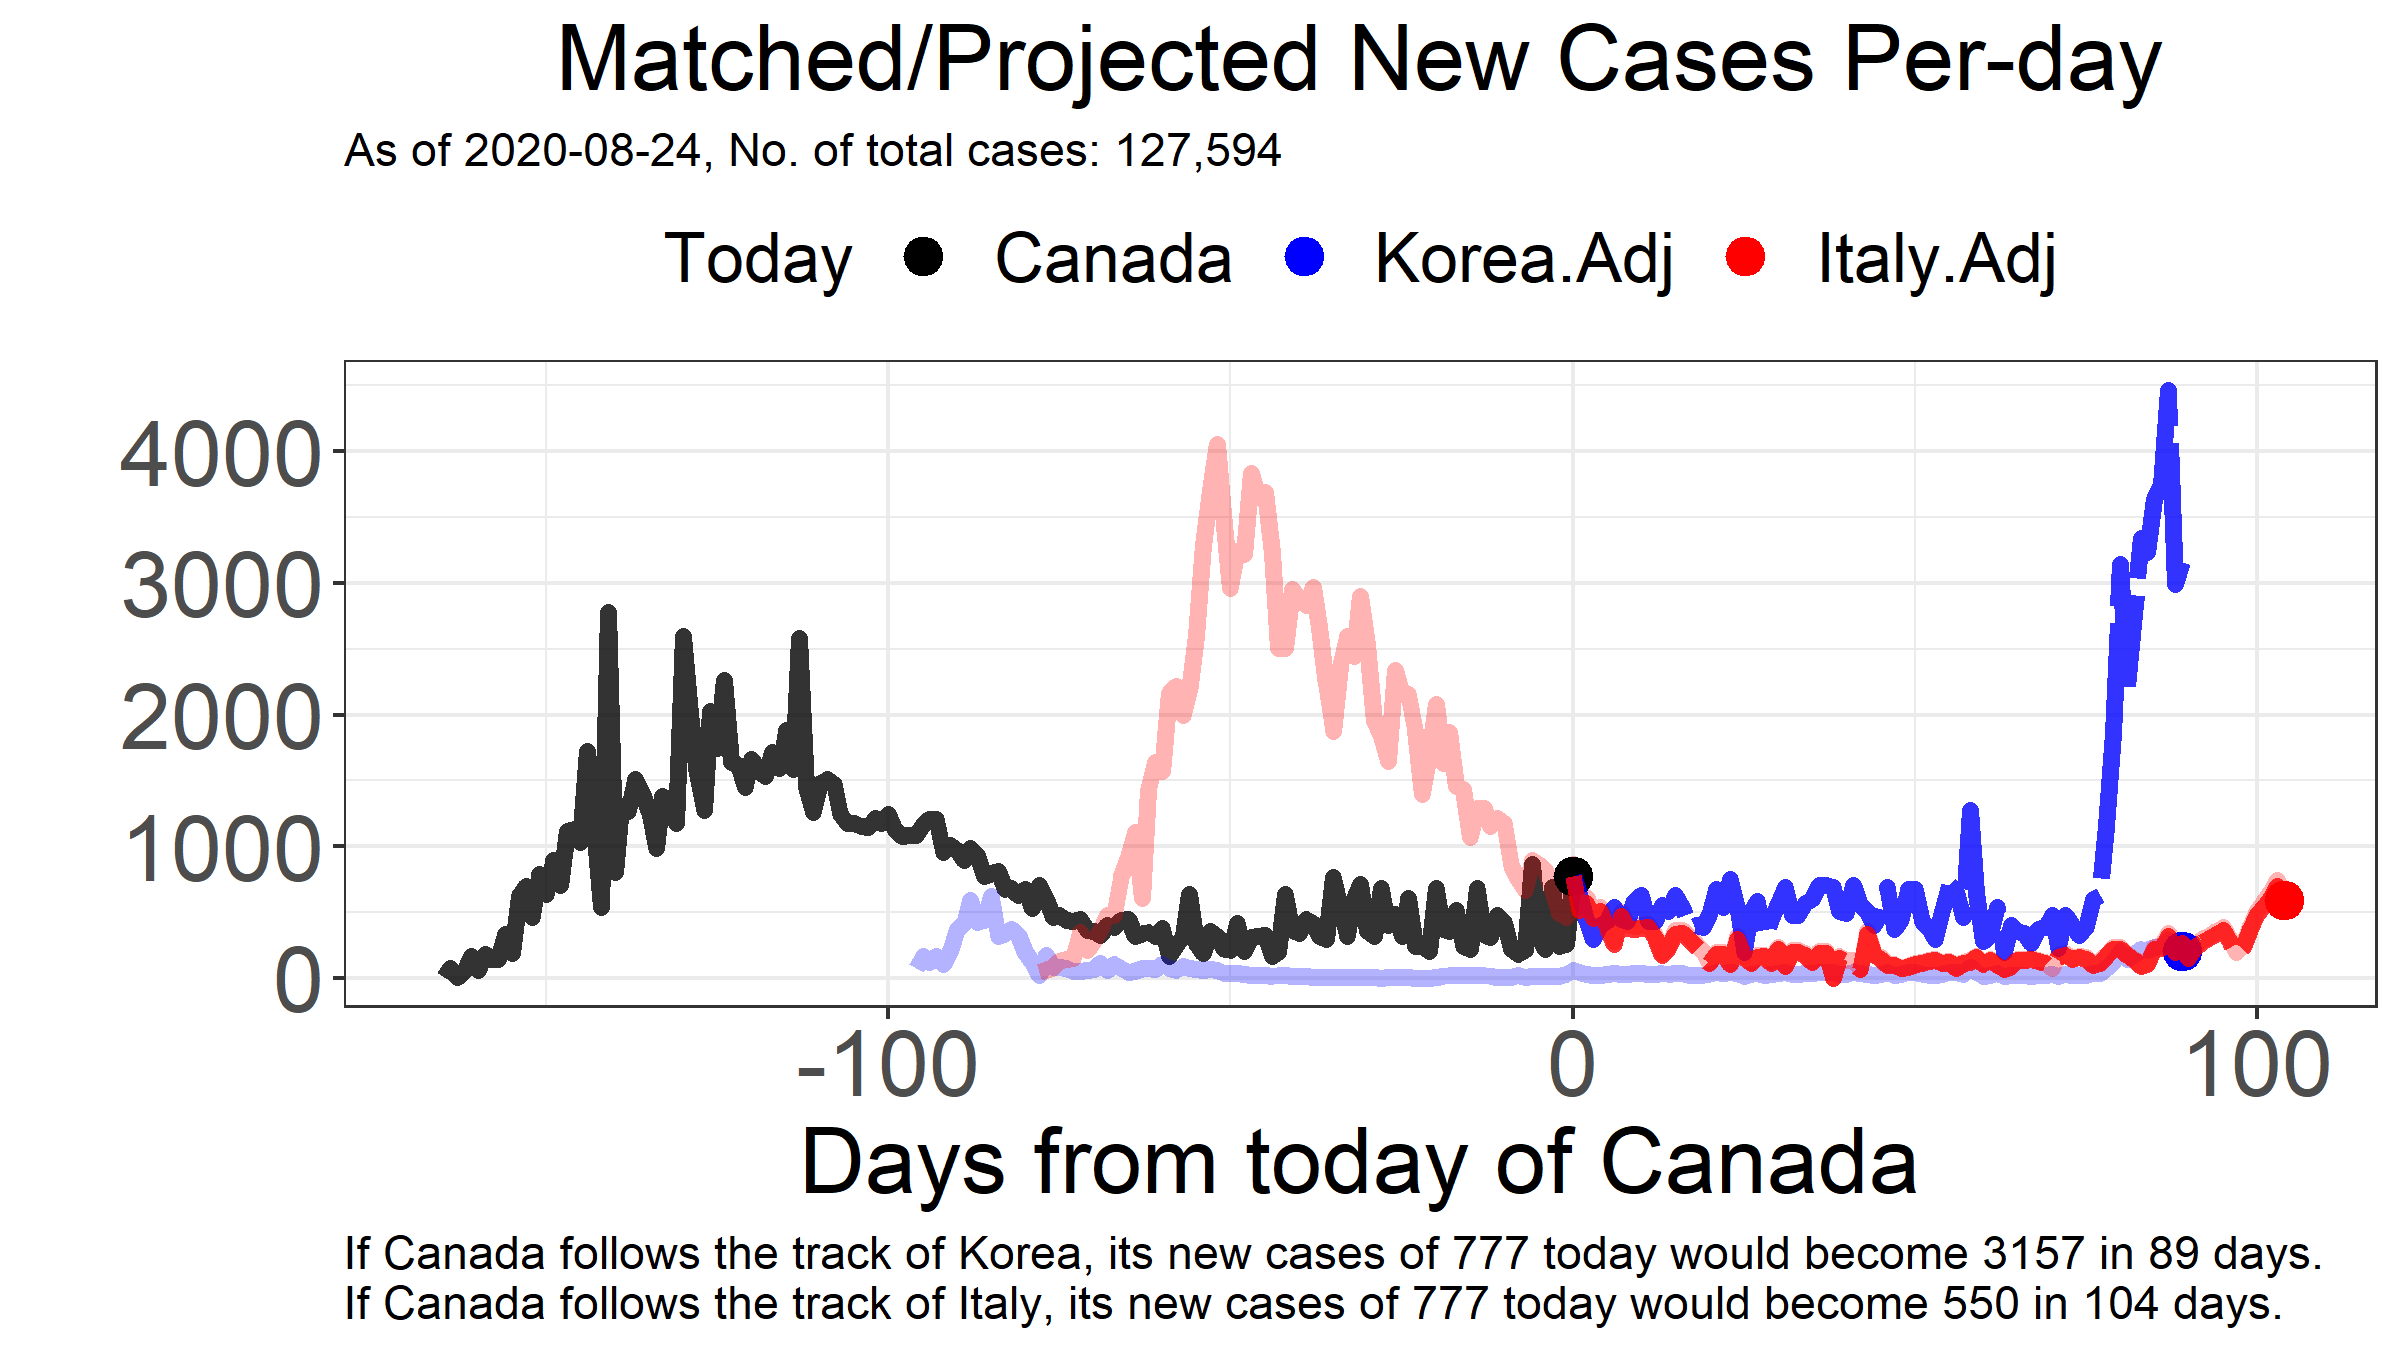 Matched/Projected New Cases Per-day
As of 2020-08-24, No. of total cases: 127,594
Today Canada Korea.Adj Italy.Adj
4000
3000
2000
1000
0
-100 0 100
Days from today of Canada
If Canada follows the track of Korea, its new cases of 777 today would become 3157 in 89 days.
If Canada follows the track of Italy, its new cases of 777 today would become 550 in 104 days.